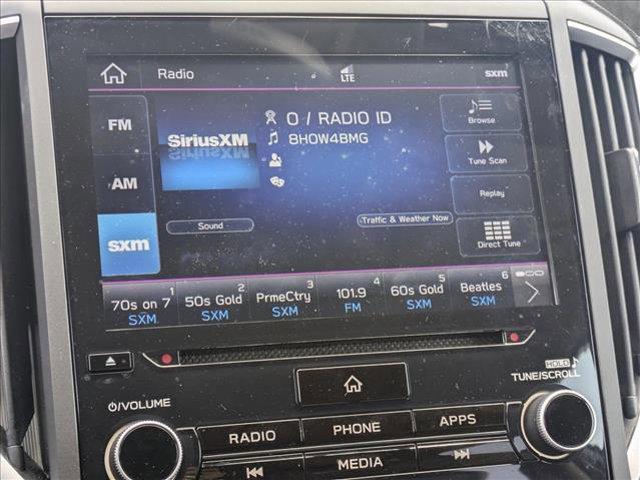 Radio
LTE
sxm
FM
AM
sxm
SiriusXM
0 / RADIO ID
8HOW4BMG
Sound
Traffic & Weather Now
Browse
Tune Scan
Replay
Direct Tune
1
70s on 7
SXM
2
50s Gold
SXM
3
PrmeCtry
SXM
4
101.9
FM
5
60s Gold
SXM
6
Beatles
SXM
HOLD
TUNE/SCROLL
VOLUME
RADIO
PHONE
APPS
MEDIA